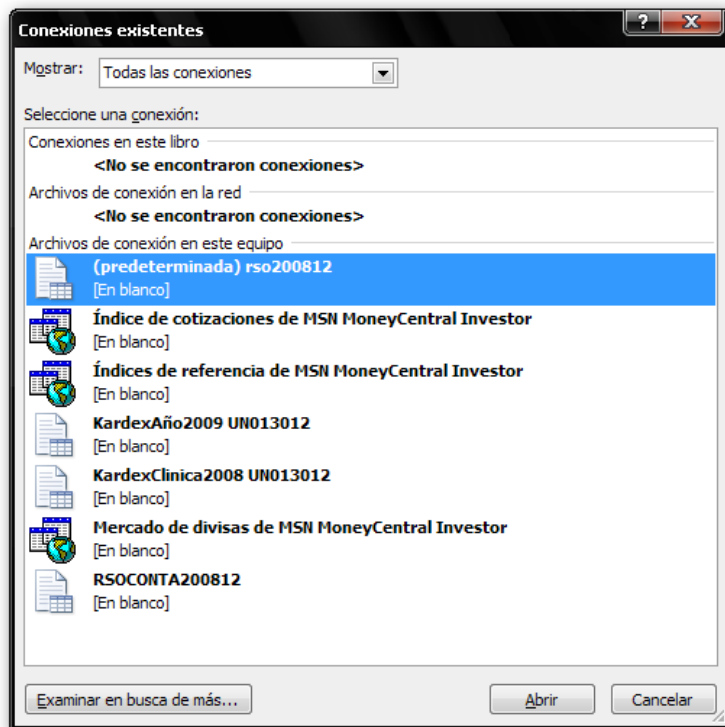 Conexiones existentes
?
X
Mostrar: Todas las conexiones
Seleccione una conexión:
Conexiones en este libro
<No se encontraron conexiones>
Archivos de conexión en la red
<No se encontraron conexiones>
Archivos de conexión en este equipo
(predeterminada) rso200812
[En blanco]
Índice de cotizaciones de MSN MoneyCentral Investor
[En blanco]
Índices de referencia de MSN MoneyCentral Investor
[En blanco]
KardexAño2009 UN013012
[En blanco]
KardexClinica2008 UN013012
[En blanco]
Mercado de divisas de MSN MoneyCentral Investor
[En blanco]
RSOCONTA200812
[En blanco]
Examinar en busca de más... Abrir Cancelar